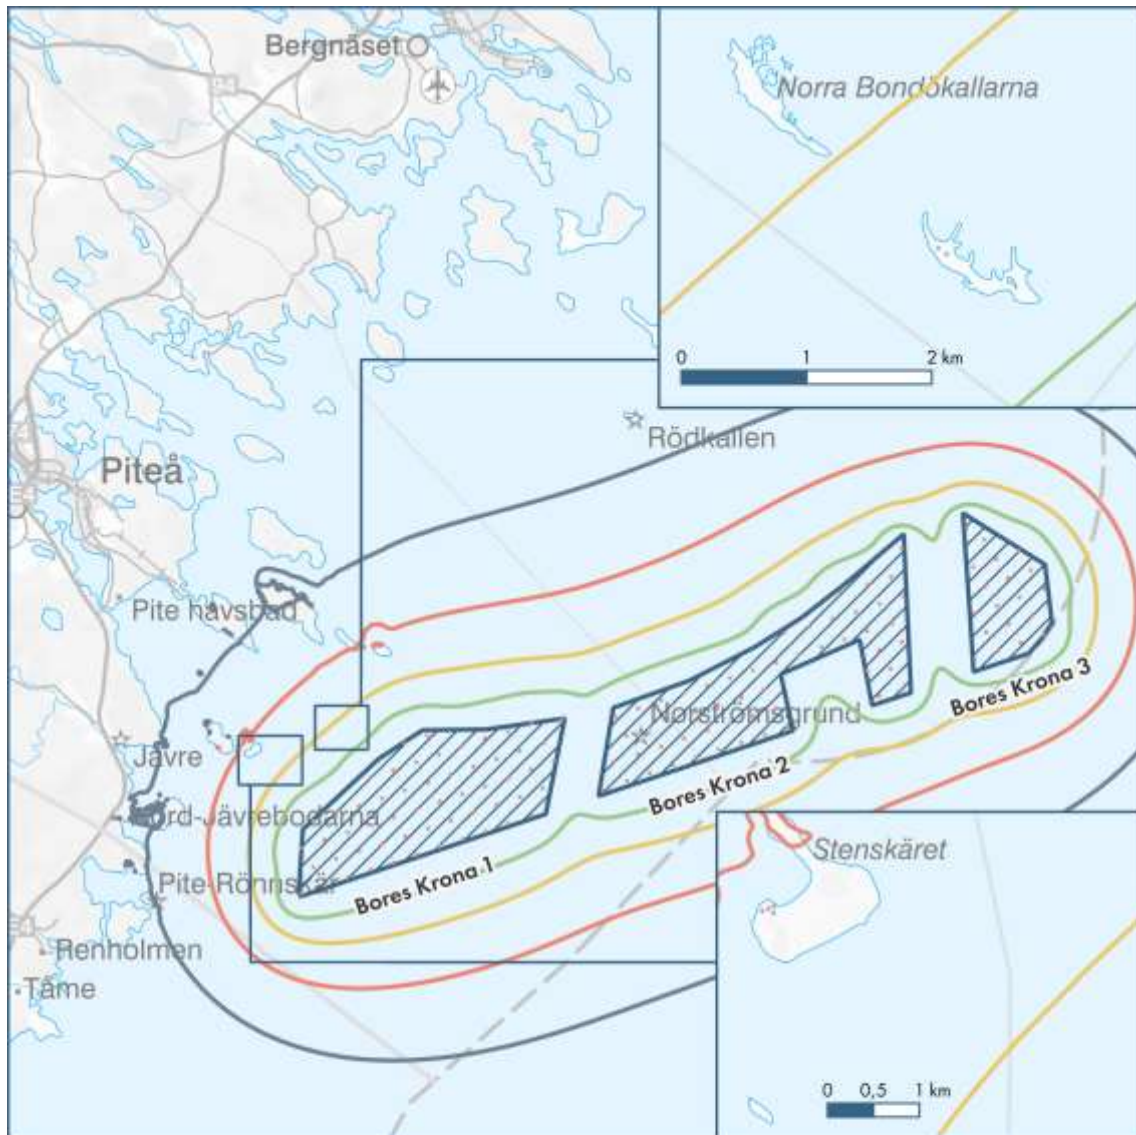 Bergnäset
Norra Bondökallarna
0 1 2 km
Rödkallen
Piteå
Pite havsbad
Bores Krona 3
Norströmsgrund
Jävre
Bores Krona 2
ord-Jävrebodarna
Stenskäret
Bores Krona 1
Pite-Rönnskär
Renholmen
Tåme
0 0,5 1 km